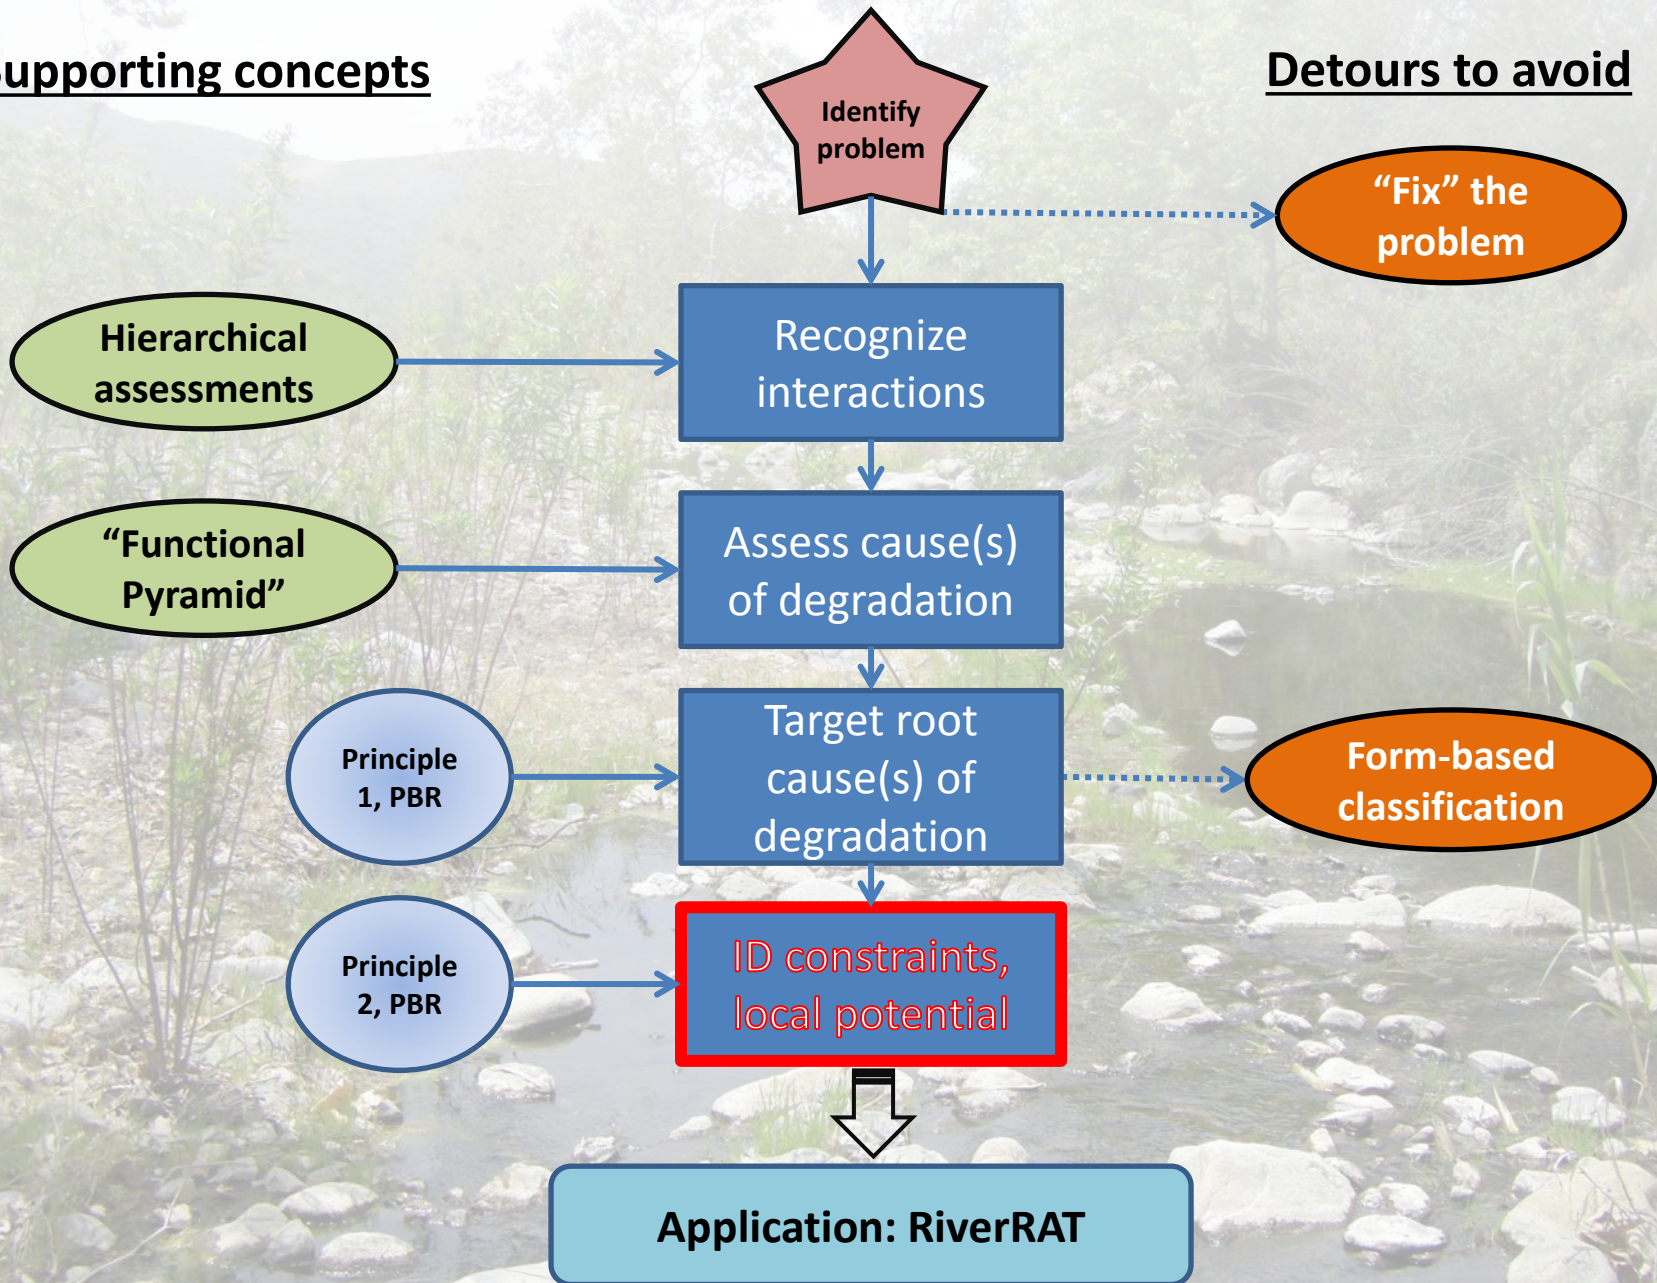 upporting concepts
Detours to avoid
Identify
problem
“Fix” the
problem
Hierarchical
assessments
Recognize
interactions
“Functional
Pyramid”
Assess cause(s)
of degradation
Principle
1, PBR
Target root
cause(s) of
degradation
Form-based
classification
Principle
2, PBR
ID constraints,
local potential
Application: RiverRAT